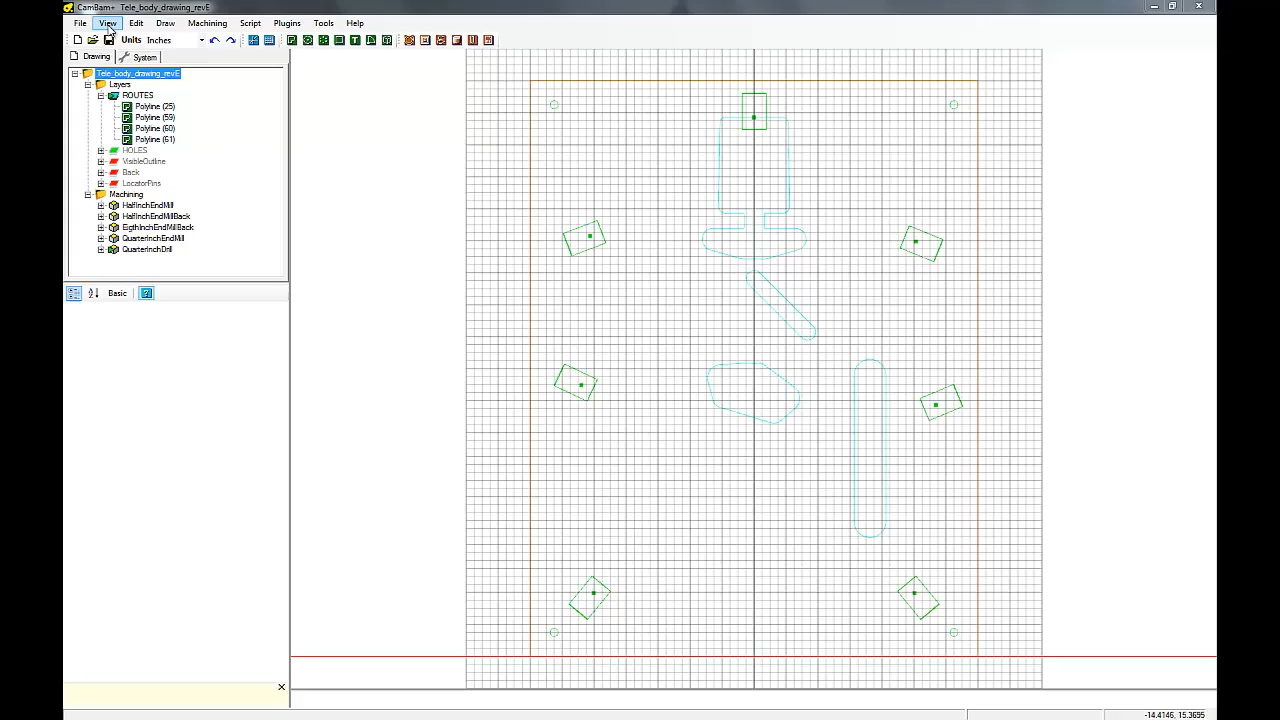 CamBam+ Tele_body_drawing_revE
File View Edit Draw Machining Script Plugins Tools Help
Units Inches
Drawing System
Tele_body_drawing_revE
Layers
ROUTES
Polyline (25)
Polyline (59)
Polyline (60)
Polyline (61)
HOLES
VisibleOutline
Back
LocatorPins
Machining
HalfInchEndMill
HalfInchEndMillBack
EigthInchEndMillBack
QuarterInchEndMill
QuarterInchDrill
Basic
-14.4146, 15.3695